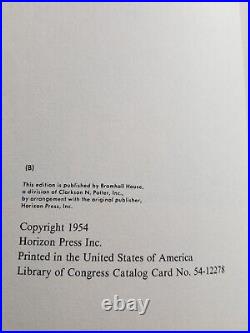 (B)
This edition is published by Bramhall House,
a division of Clarkson N. Potter, Inc.,
by arrangement with the original publisher,
Horizon Press, Inc.
Copyright 1954
Horizon Press Inc.
Printed in the United States of America
Library of Congress Catalog Card No. 54-12278